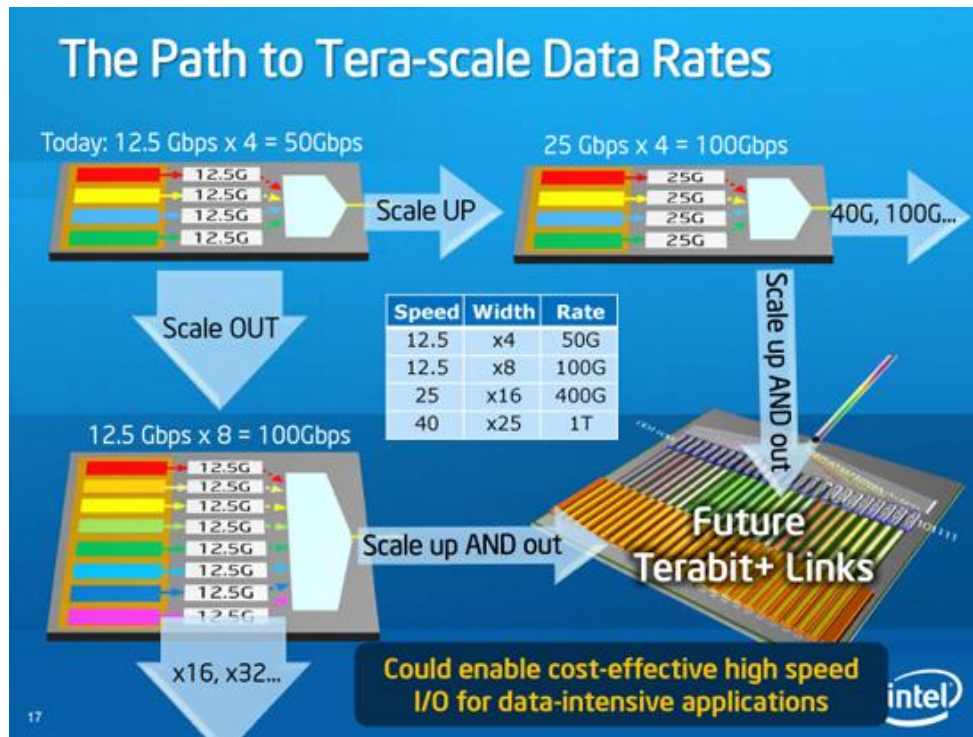 The Path to Tera-scale Data Rates
Today: 12.5 Gbps x 4 = 50Gbps
12.5G
12.5G
12.5G
12.5G
Scale UP
25 Gbps x 4 = 100Gbps
25G
25G
25G
25G
40G, 100G...
Scale OUT
Speed Width Rate
12.5 x4 50G
12.5 x8 100G
25 x16 400G
40 x25 1T
Scale up AND out
12.5 Gbps x 8 = 100Gbps
12.5G
12.5G
12.5G
12.5G
12.5G
12.5G
12.5G
12.5G
Scale up AND out
Future
Terabit+ Links
x16, x32...
Could enable cost-effective high speed
I/O for data-intensive applications
intel
17